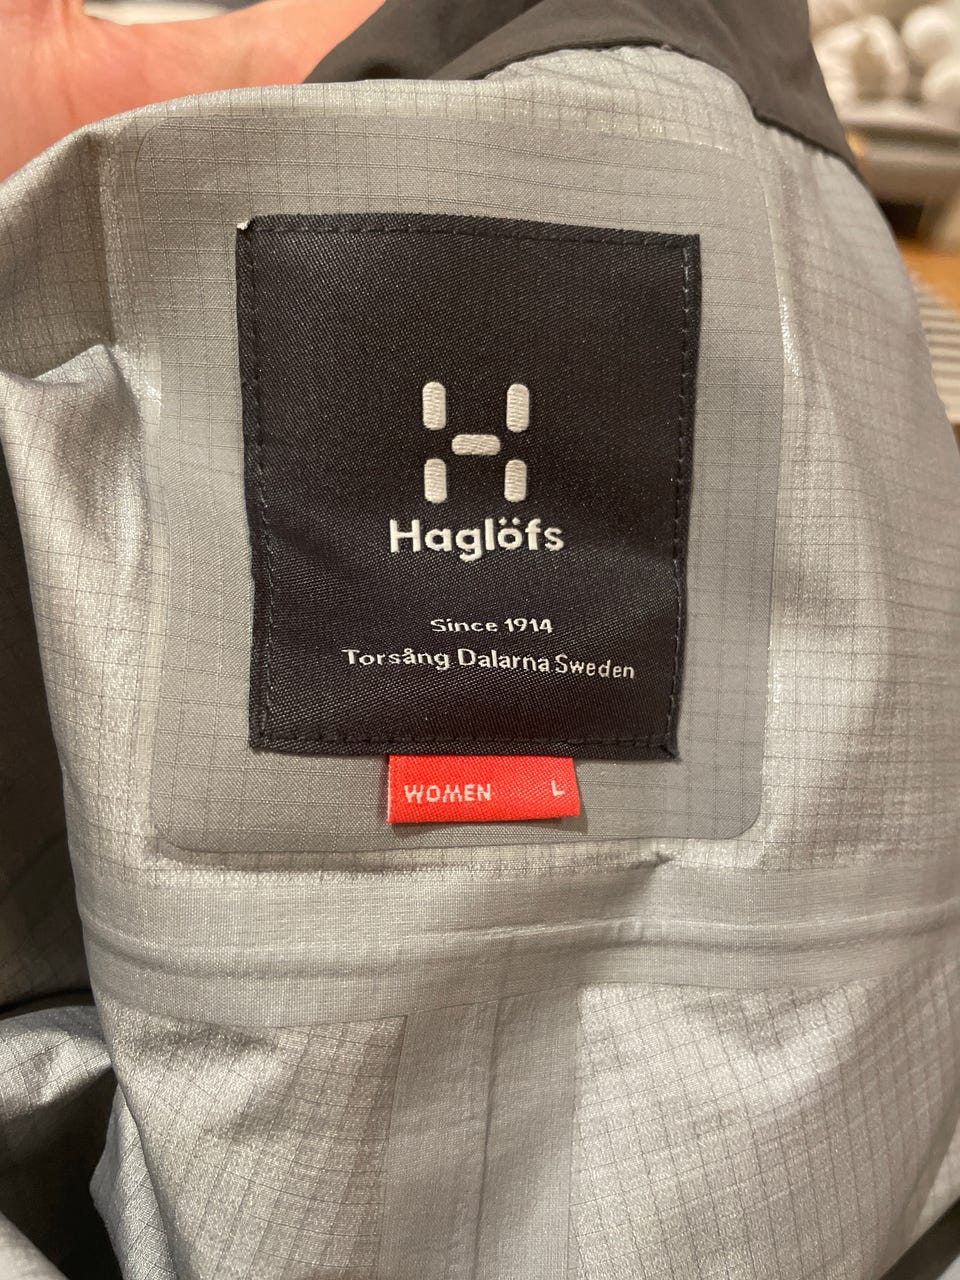 Haglöfs
Since 1914
Torsång Dalarna Sweden
WOMEN L